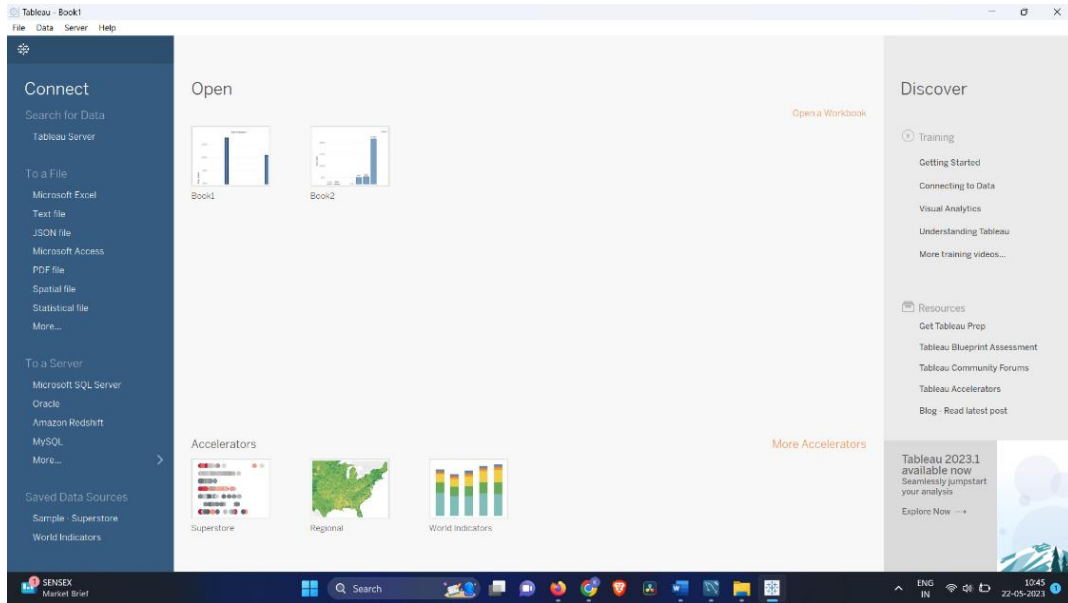 Tableau - Book1
File Data Server Help
Connect
Search for Data
Tableau Server
To a File
Microsoft Excel
Text file
JSON file
Microsoft Access
PDF file
Spatial file
Statistical file
More...
To a Server
Microsoft SQL Server
Oracle
Amazon Redshift
MySQL
More...
Saved Data Sources
Sample - Superstore
World Indicators
Open
Open a Workbook
Book1
Book2
Accelerators
More Accelerators
Superstore
Regional
World Indicators
Discover
Training
Getting Started
Connecting to Data
Visual Analytics
Understanding Tableau
More training videos...
Resources
Get Tableau Prep
Tableau Blueprint Assessment
Tableau Community Forums
Tableau Accelerators
Blog - Read latest post
Tableau 2023.1
available now
Seamlessly jumpstart
your analysis
Explore Now →
1
SENSEX
Market Brief
Search
ENG
IN
10:45
22-05-2023
1